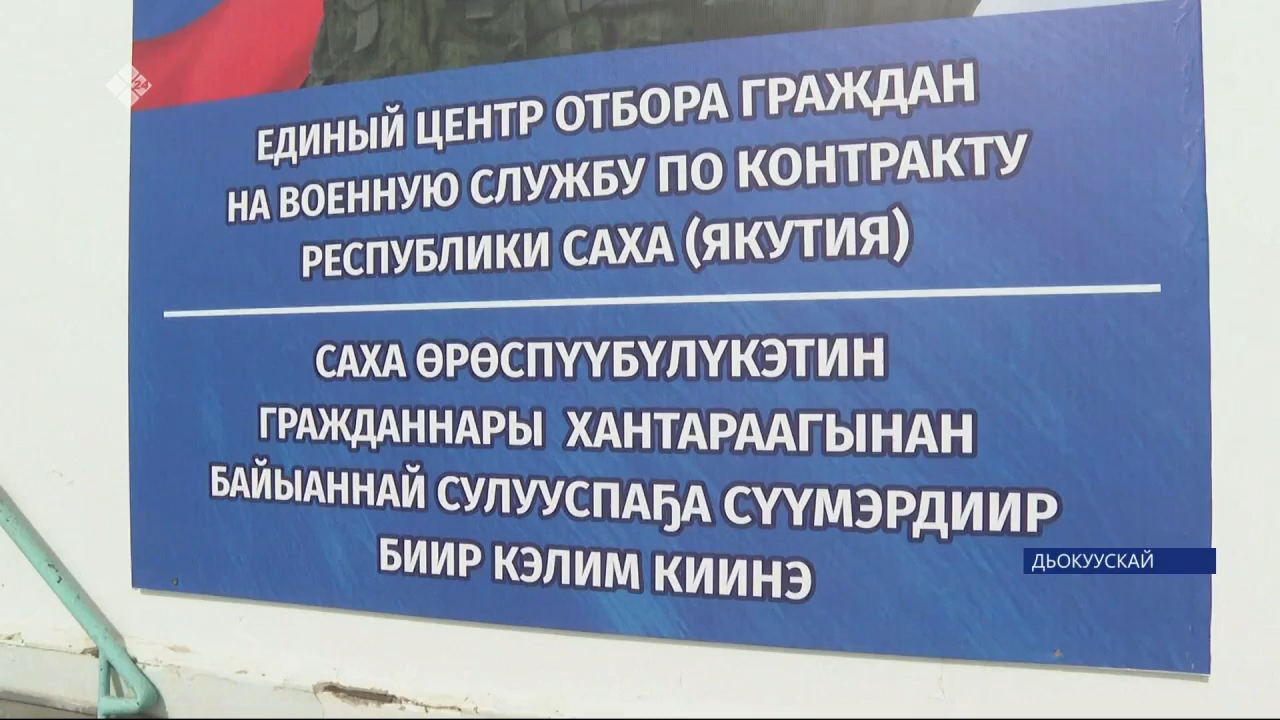 ЕДИНЫЙ ЦЕНТР ОТБОРА ГРАЖДАН
НА ВОЕННУЮ СЛУЖБУ ПО КОНТРАКТУ
РЕСПУБЛИКИ САХА (ЯКУТИЯ)
САХА ӨРӨСПҮҮБҮЛҮКЭТИН
ГРАЖДАННАРЫ ХАНТАРААГЫНАН
БАЙЫАННАЙ СУЛУУСПАҔА СҮҮМЭРДИИР
БИИР КЭЛИМ КИИНЭ
ДЬОКУУСКАЙ